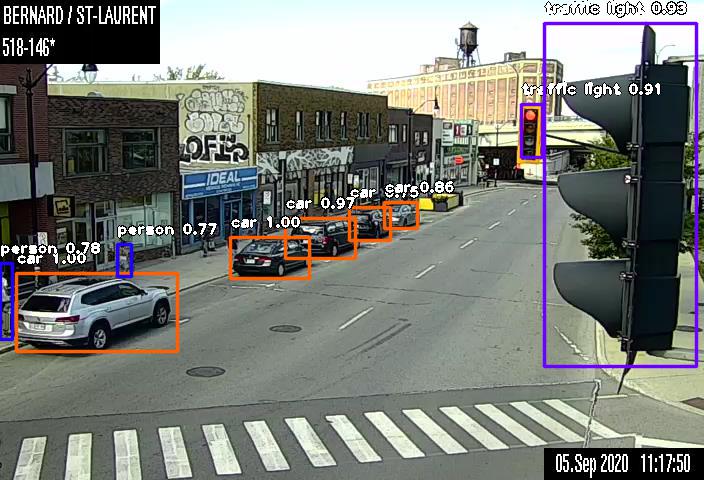 BERNARD / ST-LAURENT
518-146*
traffic light 0.93
traffic light 0.91
car 0.86
car 0.97
car 1.00
person 0.77
person 0.78
car 1.00
IDEAL
05.Sep 2020 11:17:50